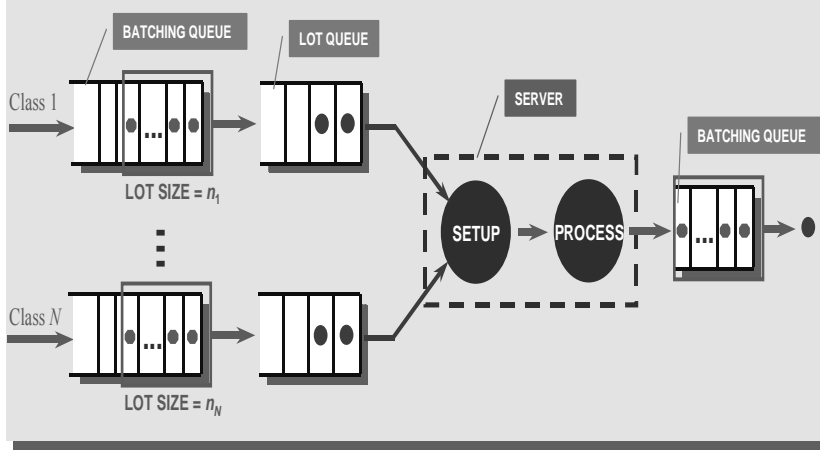 BATCHING QUEUE
LOT QUEUE
Class 1
...
LOT SIZE = n1
SERVER
SETUP
PROCESS
BATCHING QUEUE
...
Class N
...
LOT SIZE = nN